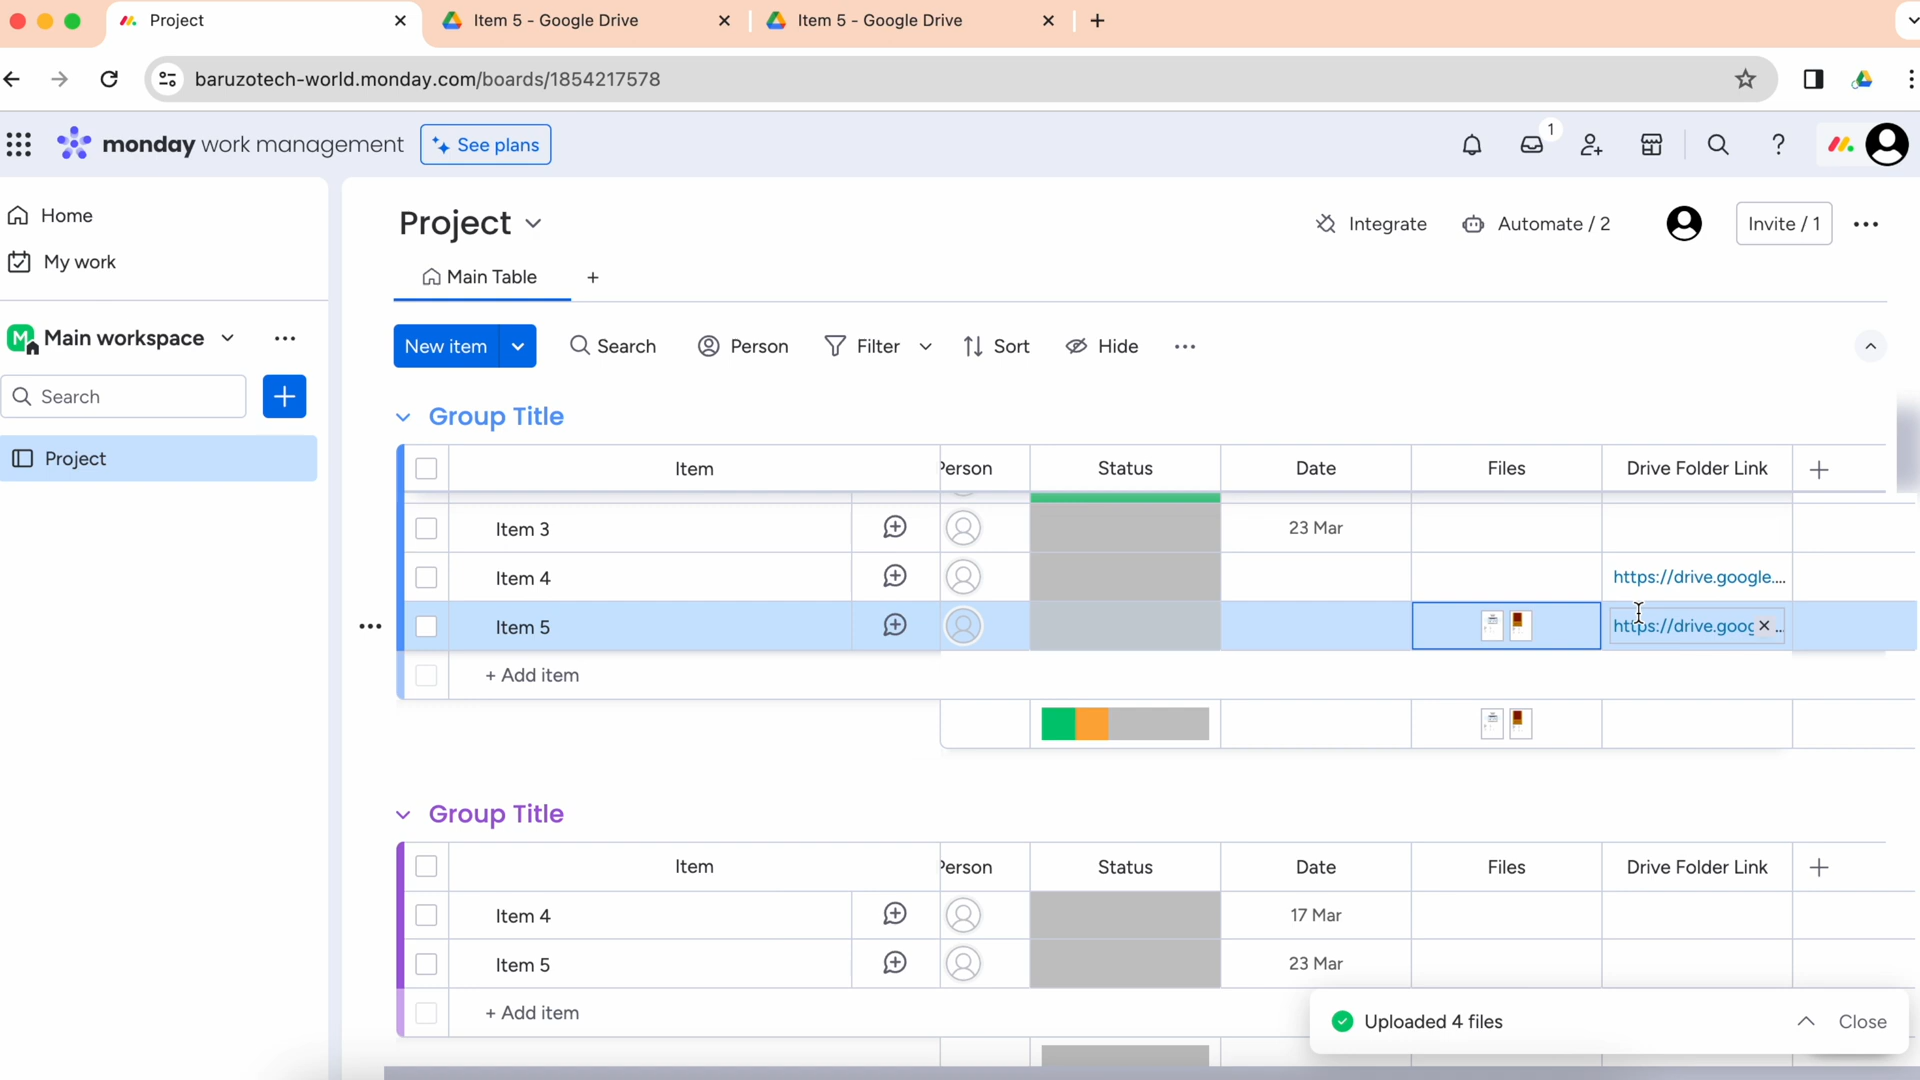 Project
Item 5 - Google Drive
Item 5 - Google Drive
baruzotech-world.monday.com/boards/1854217578
monday work management
See plans
1
Home
My work
M
Main workspace
Search
Project
Project
Integrate
Automate / 2
Invite / 1
Main Table
New item
Search
Person
Filter
Sort
Hide
Group Title
Item
Person
Status
Date
Files
Drive Folder Link
Item 3
23 Mar
Item 4
https://drive.google....
Item 5
https://drive.goog
...
+ Add item
Group Title
Item
Person
Status
Date
Files
Drive Folder Link
Item 4
17 Mar
Item 5
23 Mar
+ Add item
Uploaded 4 files
Close